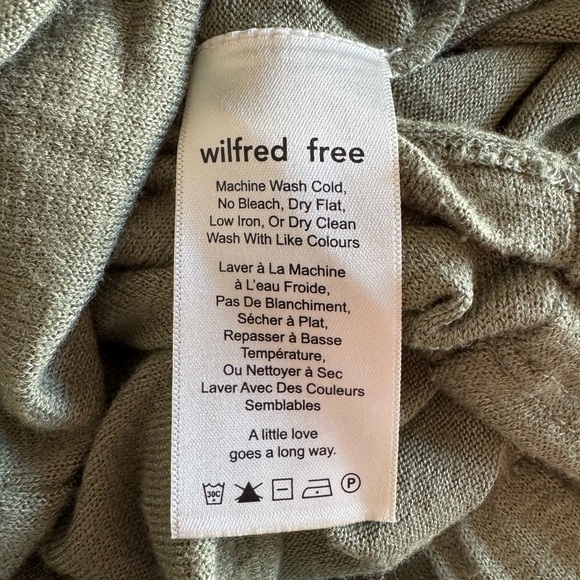 wilfred free
Machine Wash Cold,
No Bleach, Dry Flat,
Low Iron, Or Dry Clean
Wash With Like Colours
Laver à La Machine
à L'eau Froide,
Pas De Blanchiment,
Sécher à Plat,
Repasser à Basse
Température,
Ou Nettoyer à Sec
Laver Avec Des Couleurs
Semblables
A little love
goes a long way.
30C P